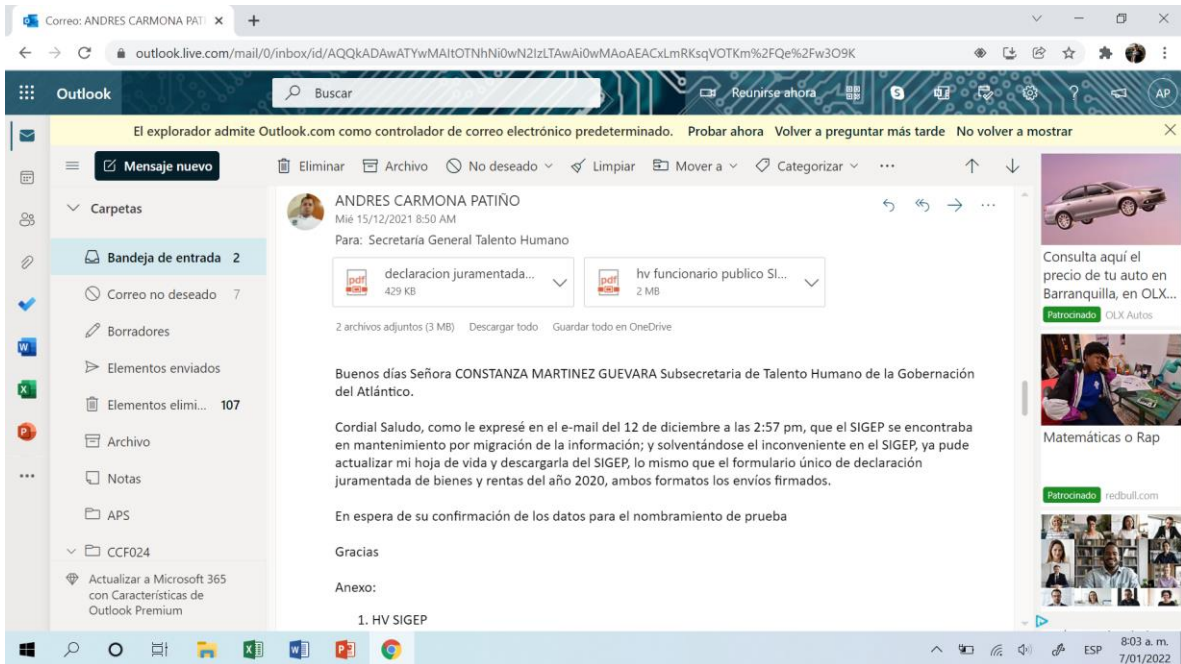 Correo: ANDRES CARMONA PATI
outlook.live.com/mail/0/inbox/id/AQQkADAwATYwMAItOTNhNi0wN2IzLTAwAi0wMAoAEACxLmRKsqVOTKm%2FQe%2Fw3O9K
Outlook
Buscar
Reunirse ahora
AP
El explorador admite Outlook.com como controlador de correo electrónico predeterminado. Probar ahora Volver a preguntar más tarde No volver a mostrar
Mensaje nuevo
Eliminar Archivo No deseado Limpiar Mover a Categorizar
Carpetas
Bandeja de entrada 2
Correo no deseado 7
Borradores
Elementos enviados
Elementos elimi... 107
Archivo
Notas
APS
CCF024
Actualizar a Microsoft 365
con Características de
Outlook Premium
ANDRES CARMONA PATIÑO
Mié 15/12/2021 8:50 AM
Para: Secretaría General Talento Humano
pdf declaracion juramentada...
429 KB
pdf hv funcionario publico SI...
2 MB
2 archivos adjuntos (3 MB) Descargar todo Guardar todo en OneDrive
Buenos días Señora CONSTANZA MARTINEZ GUEVARA Subsecretaria de Talento Humano de la Gobernación
del Atlántico.
Cordial Saludo, como le expresé en el e-mail del 12 de diciembre a las 2:57 pm, que el SIGEP se encontraba
en mantenimiento por migración de la información; y solventándose el inconveniente en el SIGEP, ya pude
actualizar mi hoja de vida y descargarla del SIGEP, lo mismo que el formulario único de declaración
juramentada de bienes y rentas del año 2020, ambos formatos los envíos firmados.
En espera de su confirmación de los datos para el nombramiento de prueba
Gracias
Anexo:
1. HV SIGEP
Consulta aquí el
precio de tu auto en
Barranquilla, en OLX...
Patrocinado OLX Autos
Matemáticas o Rap
Patrocinado redbull.com
ESP
8:03 a. m.
7/01/2022